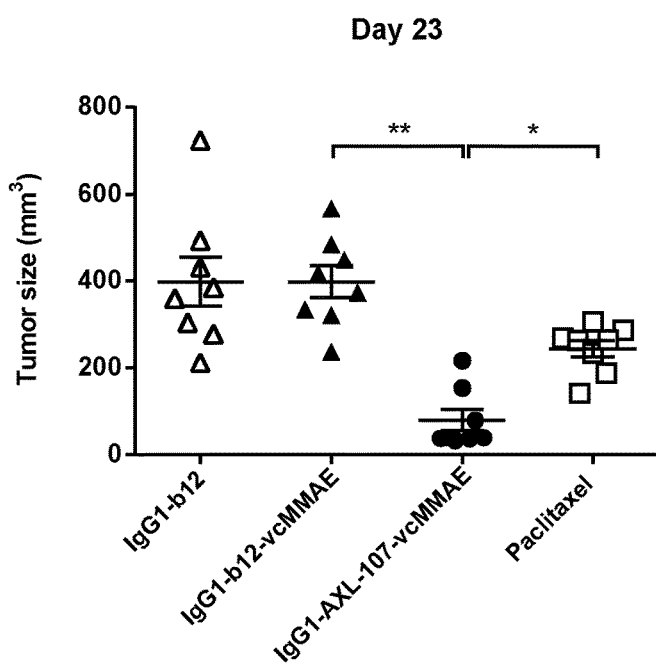 Day 23
Tumor size (mm³)
800
600
400
200
0
**
*
IgG1-b12
IgG1-b12-vcMMAE
IgG1-AXL-107-vcMMAE
Paclitaxel